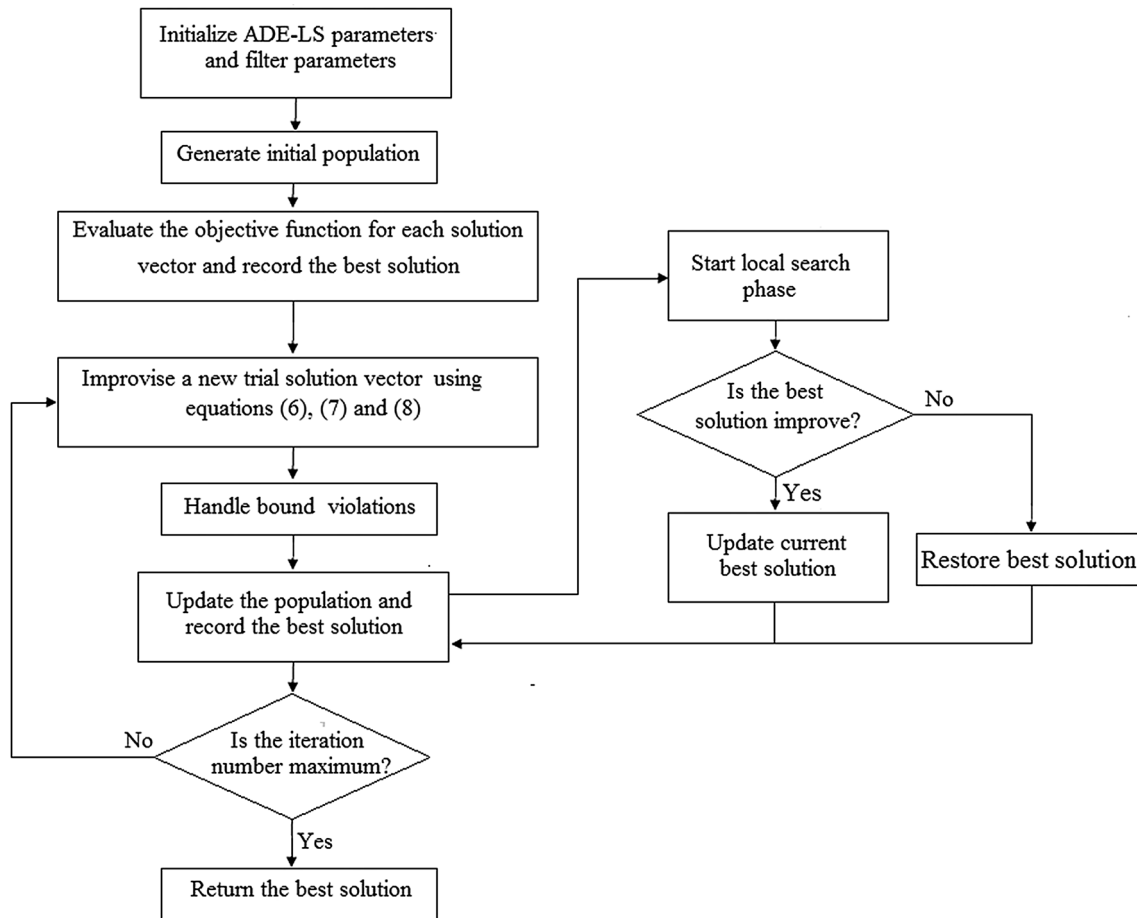 Initialize ADE-LS parameters
and filter parameters
Generate initial population
Evaluate the objective function for each solution
vector and record the best solution
Improvise a new trial solution vector using
equations (6), (7) and (8)
Handle bound violations
Update the population and
record the best solution
Is the iteration
number maximum?
No
Yes
Return the best solution
Start local search
phase
Is the best
solution improve?
No
Yes
Update current
best solution
Restore best solution